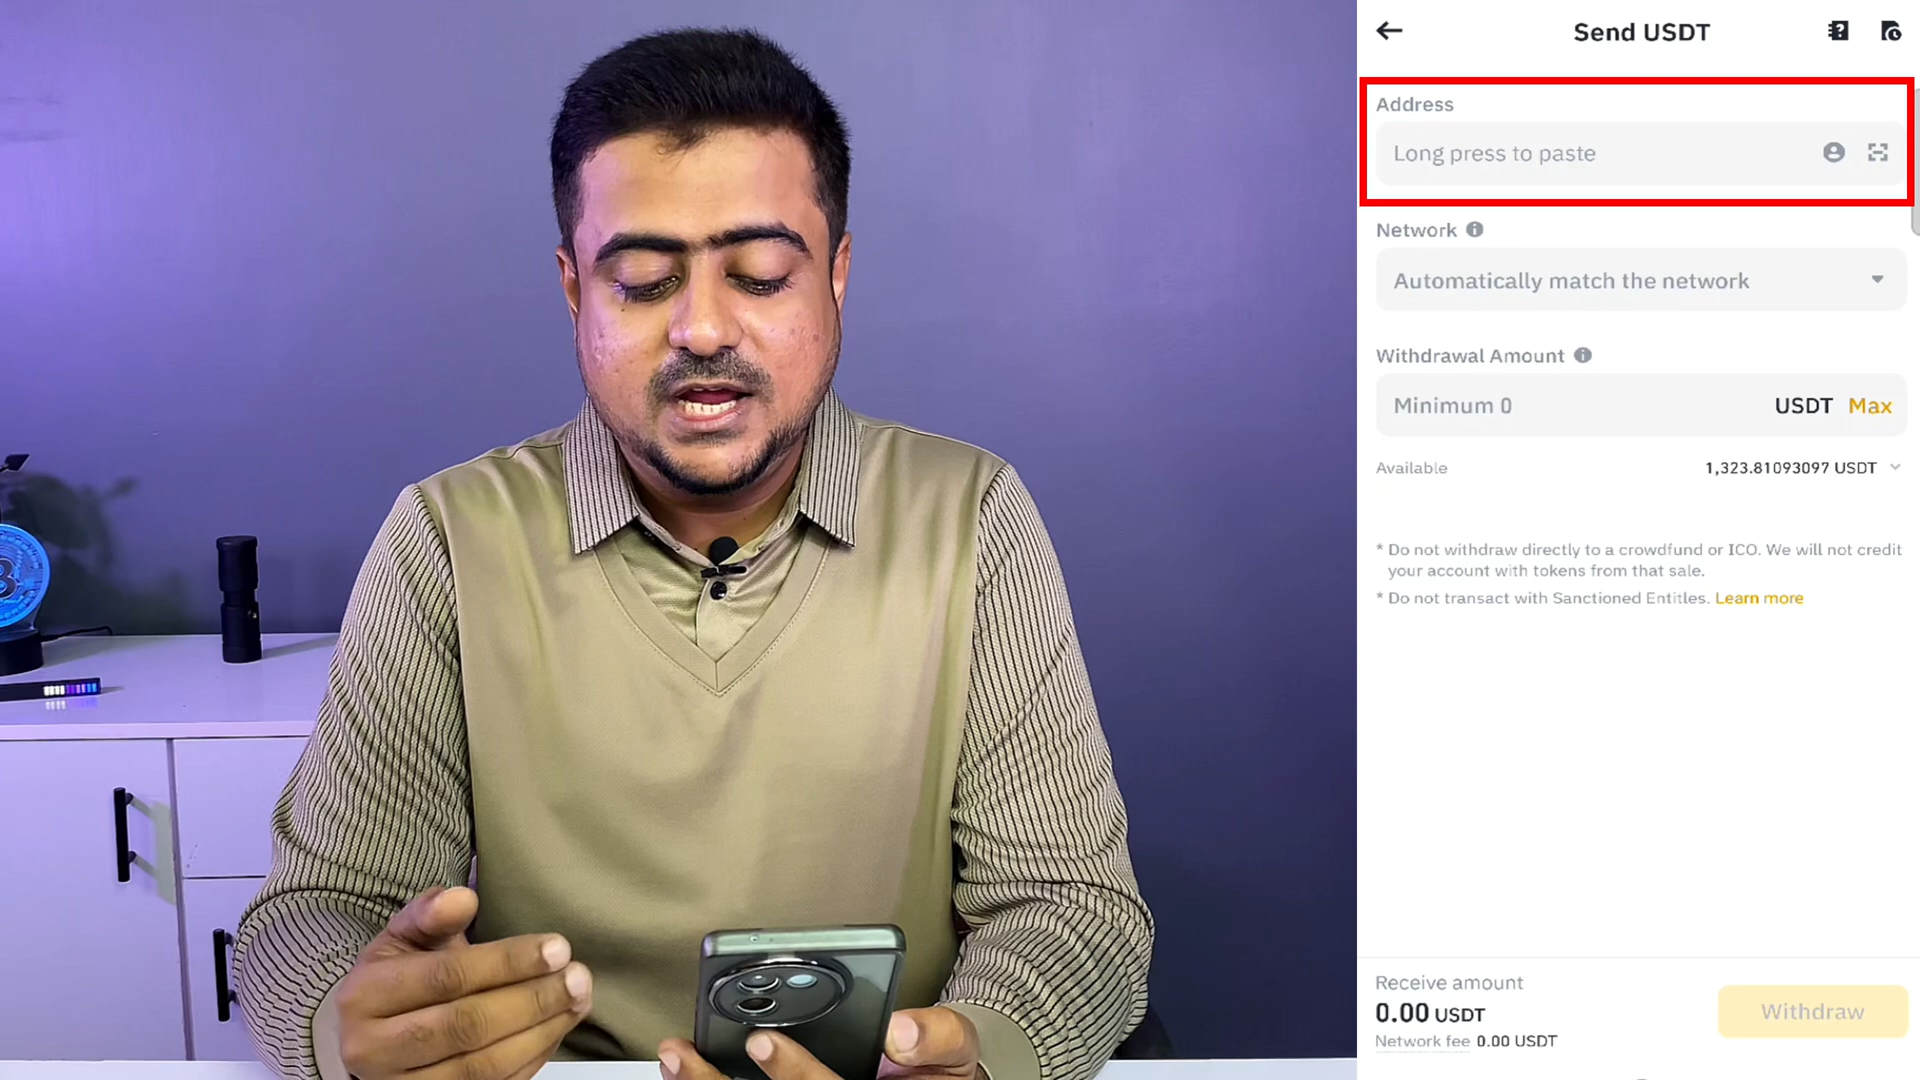 Send USDT
Address
Long press to paste
Network
Automatically match the network
Withdrawal Amount
Minimum 0 USDT Max
Available 1,323.81093097 USDT
* Do not withdraw directly to a crowdfund or ICO. We will not credit
your account with tokens from that sale.
* Do not transact with Sanctioned Entitles. Learn more
Receive amount
0.00 USDT
Network fee 0.00 USDT
Withdraw